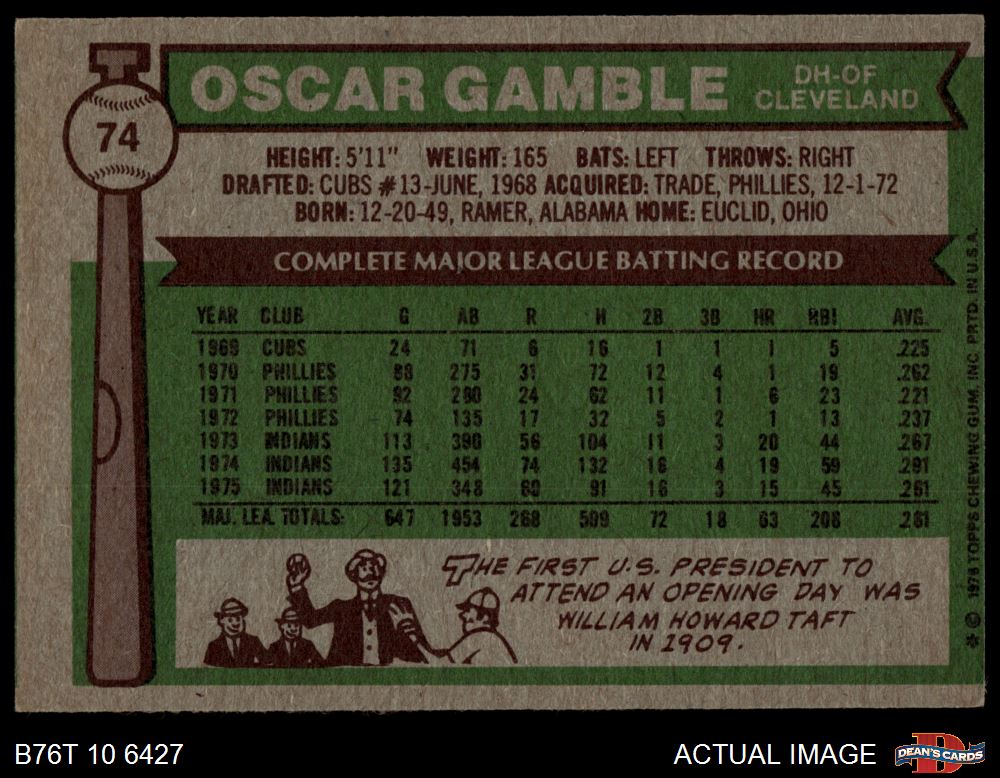 74
OSCAR GAMBLE
DH-OF
CLEVELAND
HEIGHT: 5'11" WEIGHT: 165 BATS: LEFT THROWS: RIGHT
DRAFTED: CUBS #13-JUNE, 1968 ACQUIRED: TRADE, PHILLIES, 12-1-72
BORN: 12-20-49, RAMER, ALABAMA HOME: EUCLID, OHIO
COMPLETE MAJOR LEAGUE BATTING RECORD
YEAR CLUB G AB R H 2B 3B HR RBI AVG.
1969 CUBS 24 71 6 16 1 1 1 5 .225
1970 PHILLIES 88 275 31 72 12 4 1 19 .262
1971 PHILLIES 92 280 24 62 11 1 6 23 .221
1972 PHILLIES 74 135 17 32 5 2 1 13 .237
1973 INDIANS 113 390 56 104 11 3 20 44 .267
1974 INDIANS 135 454 74 132 16 4 19 59 .291
1975 INDIANS 121 348 60 91 16 3 15 45 .261
MAJ. LEA. TOTALS: 647 1953 268 509 72 18 63 208 .261
THE FIRST U.S. PRESIDENT TO
ATTEND AN OPENING DAY WAS
WILLIAM HOWARD TAFT
IN 1909.
* © 1976 TOPPS CHEWING GUM, INC. PRTD. IN U.S.A.
B76T 10 6427
ACTUAL IMAGE
DEAN'S CARDS